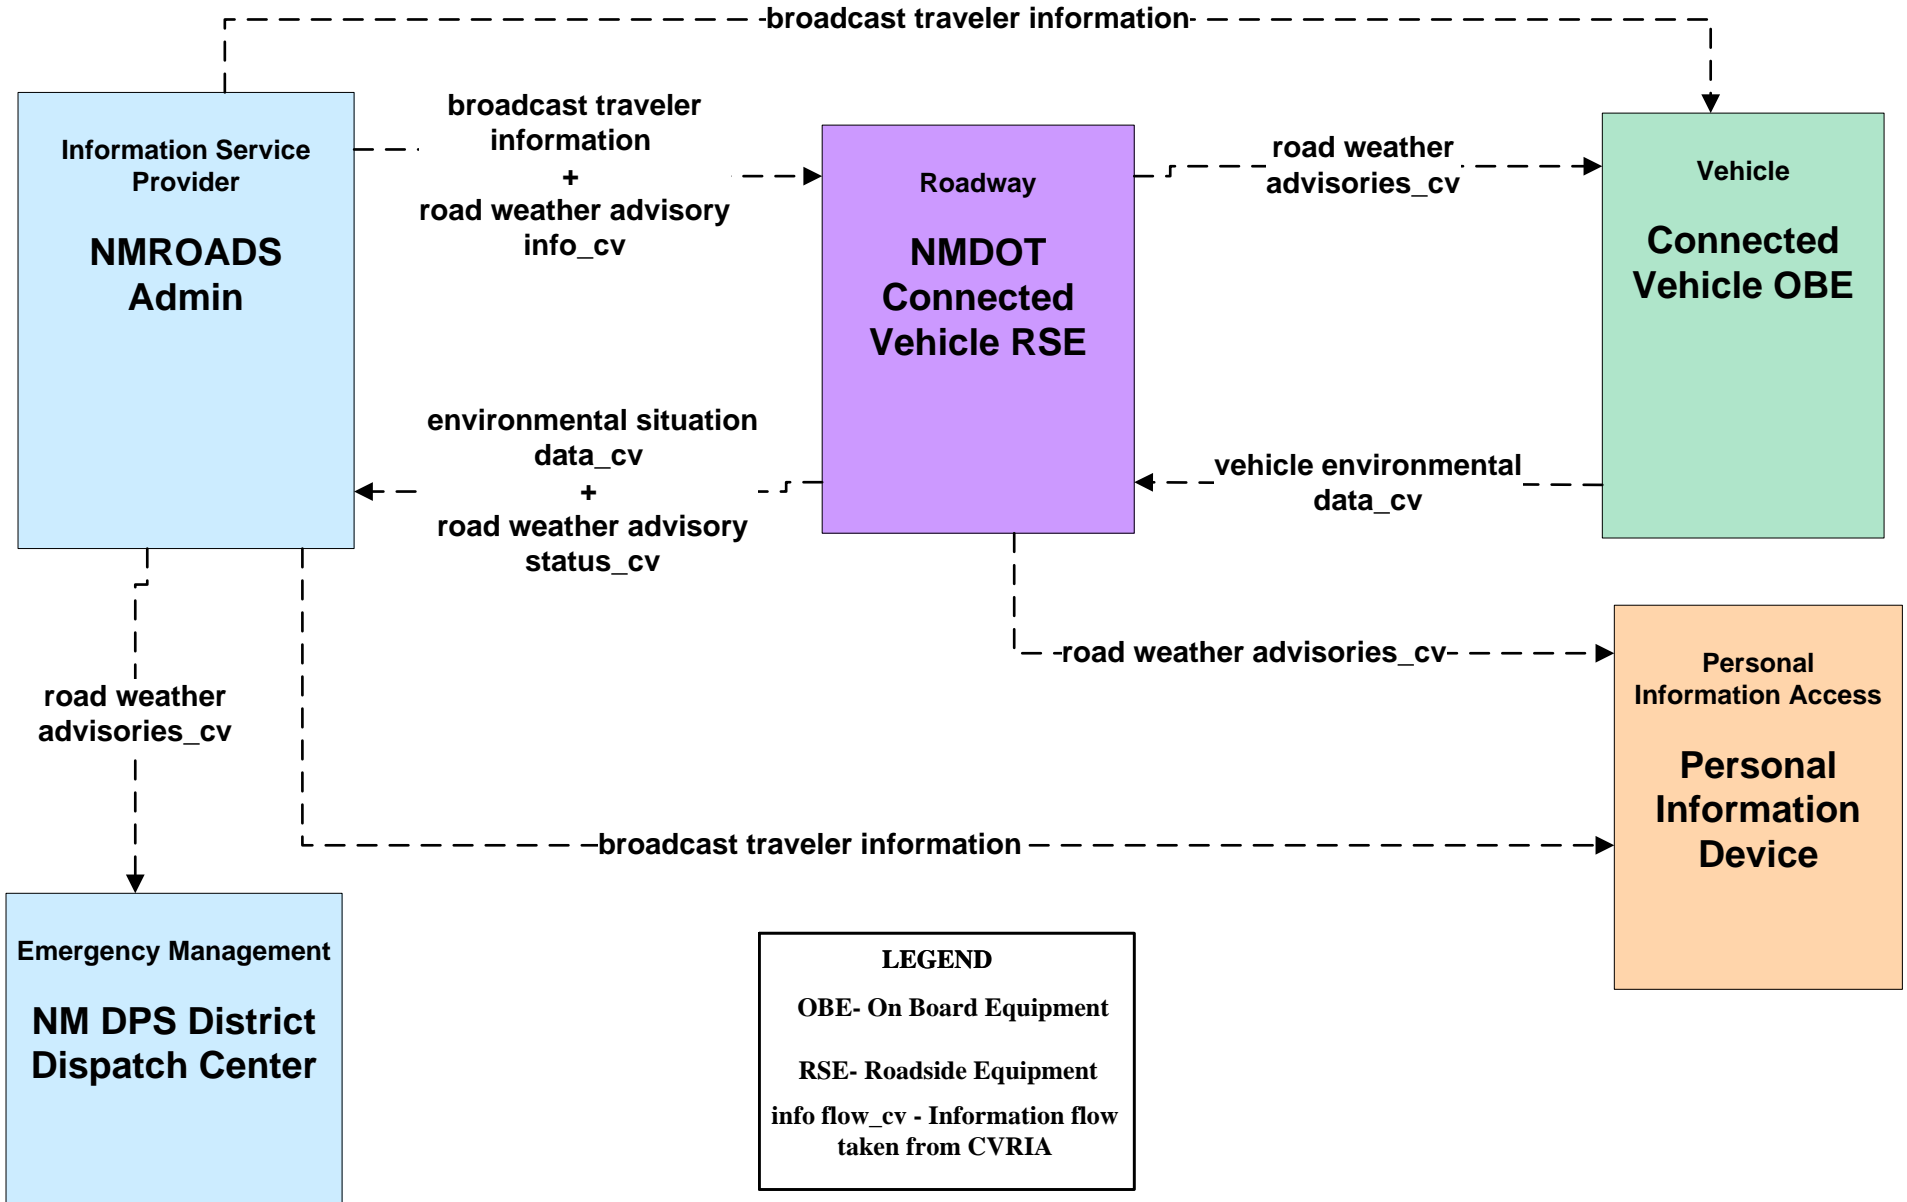 broadcast traveler information
broadcast traveler
information
+
road weather advisory
info_cv
Information Service
Provider
NMROADS
Admin
Roadway
NMDOT
Connected
Vehicle RSE
road weather
advisories_cv
Vehicle
Connected
Vehicle OBE
environmental situation
data_cv
+
road weather advisory
status_cv
vehicle environmental
data_cv
road weather advisories_cv
road weather
advisories_cv
Personal
Information Access
Personal
Information
Device
broadcast traveler information
Emergency Management
NM DPS District
Dispatch Center
LEGEND
OBE- On Board Equipment
RSE- Roadside Equipment
info flow_cv - Information flow
taken from CVRIA